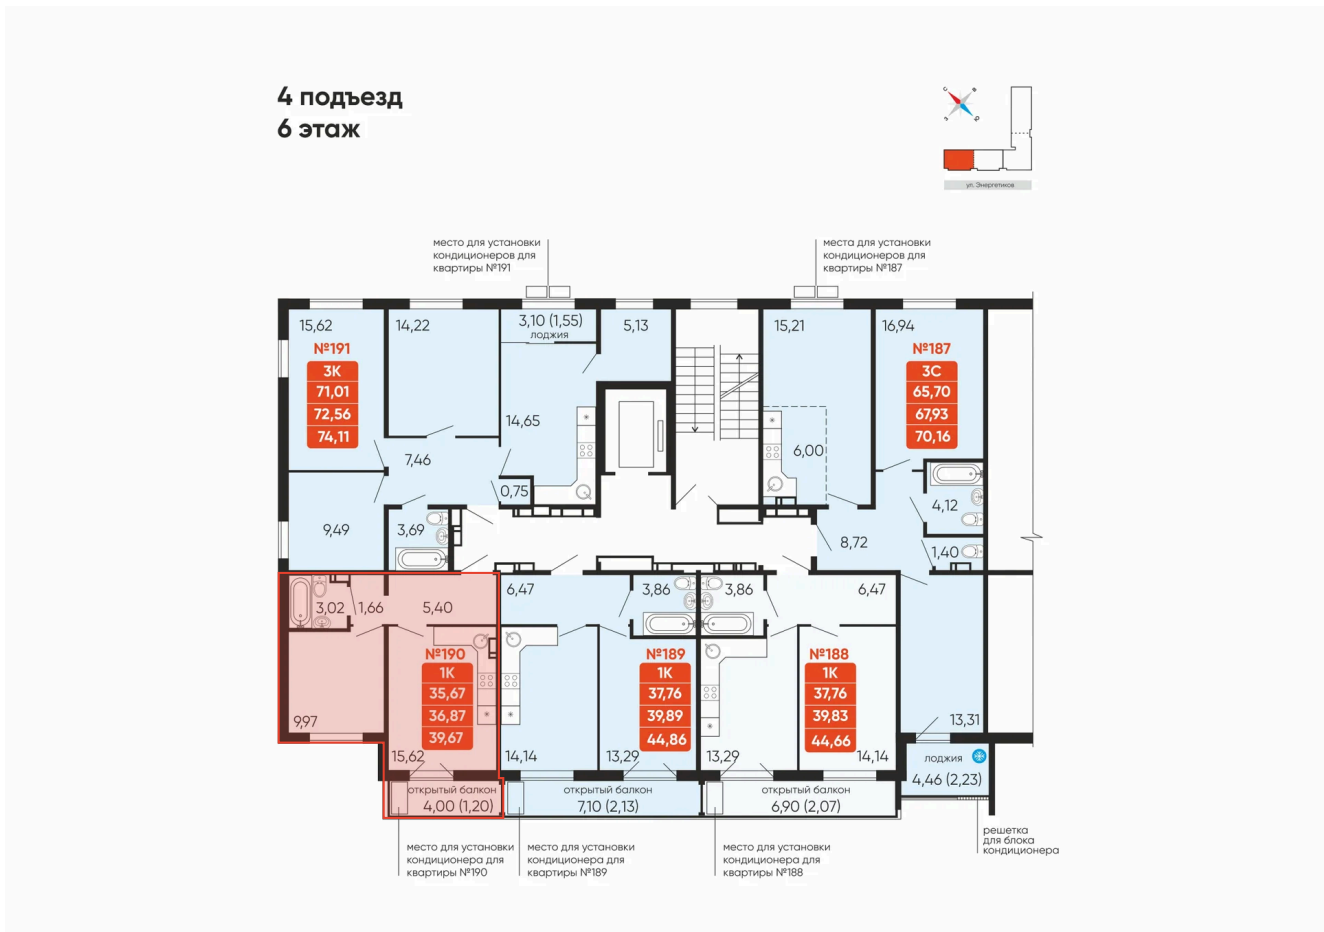 4 подъезд
6 этаж
С
В
З
Ю
ул. Энергетиков
место для установки
кондиционеров для
квартиры №191
места для установки
кондиционеров для
квартиры №187
15,62
14,22
3,10 (1,55)
лоджия
5,13
15,21
16,94
№191
3К
71,01
72,56
74,11
№187
3С
65,70
67,93
70,16
14,65
6,00
7,46
0,75
4,12
9,49
3,69
8,72
1,40
3,02
1,66
5,40
6,47
3,86
3,86
6,47
№190
1К
35,67
36,87
39,67
№189
1К
37,76
39,89
44,86
№188
1К
37,76
39,83
44,66
9,97
15,62
14,14
13,29
13,29
14,14
13,31
открытый балкон
4,00 (1,20)
открытый балкон
7,10 (2,13)
открытый балкон
6,90 (2,07)
лоджия
4,46 (2,23)
место для установки
кондиционера для
квартиры №190
место для установки
кондиционера для
квартиры №189
место для установки
кондиционера для
квартиры №188
решетка
для блока
кондиционера